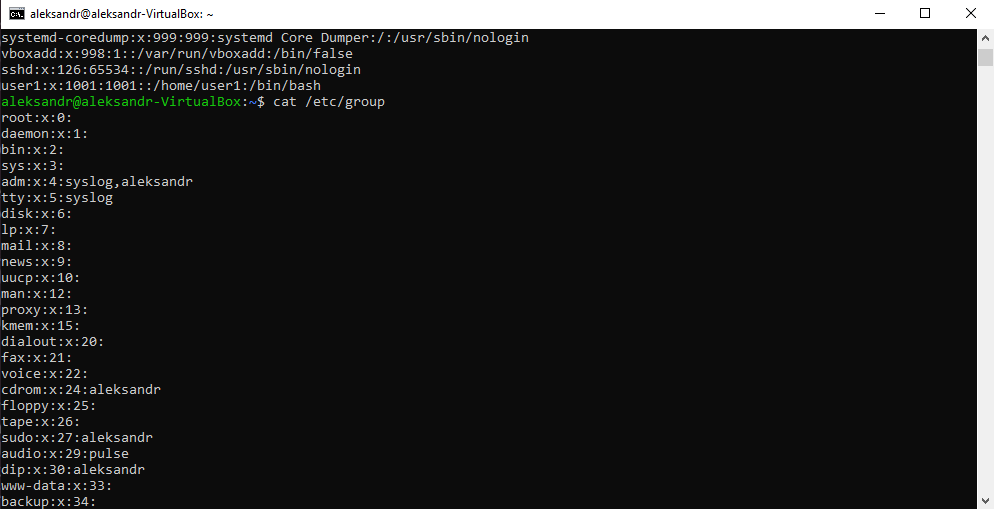 aleksandr@aleksandr-VirtualBox: ~
systemd-coredump:x:999:999:systemd Core Dumper:/:/usr/sbin/nologin
vboxadd:x:998:1::/var/run/vboxadd:/bin/false
sshd:x:126:65534::/run/sshd:/usr/sbin/nologin
user1:x:1001:1001::/home/user1:/bin/bash
aleksandr@aleksandr-VirtualBox:~$ cat /etc/group
root:x:0:
daemon:x:1:
bin:x:2:
sys:x:3:
adm:x:4:syslog,aleksandr
tty:x:5:syslog
disk:x:6:
lp:x:7:
mail:x:8:
news:x:9:
uucp:x:10:
man:x:12:
proxy:x:13:
kmem:x:15:
dialout:x:20:
fax:x:21:
voice:x:22:
cdrom:x:24:aleksandr
floppy:x:25:
tape:x:26:
sudo:x:27:aleksandr
audio:x:29:pulse
dip:x:30:aleksandr
www-data:x:33:
backup:x:34: